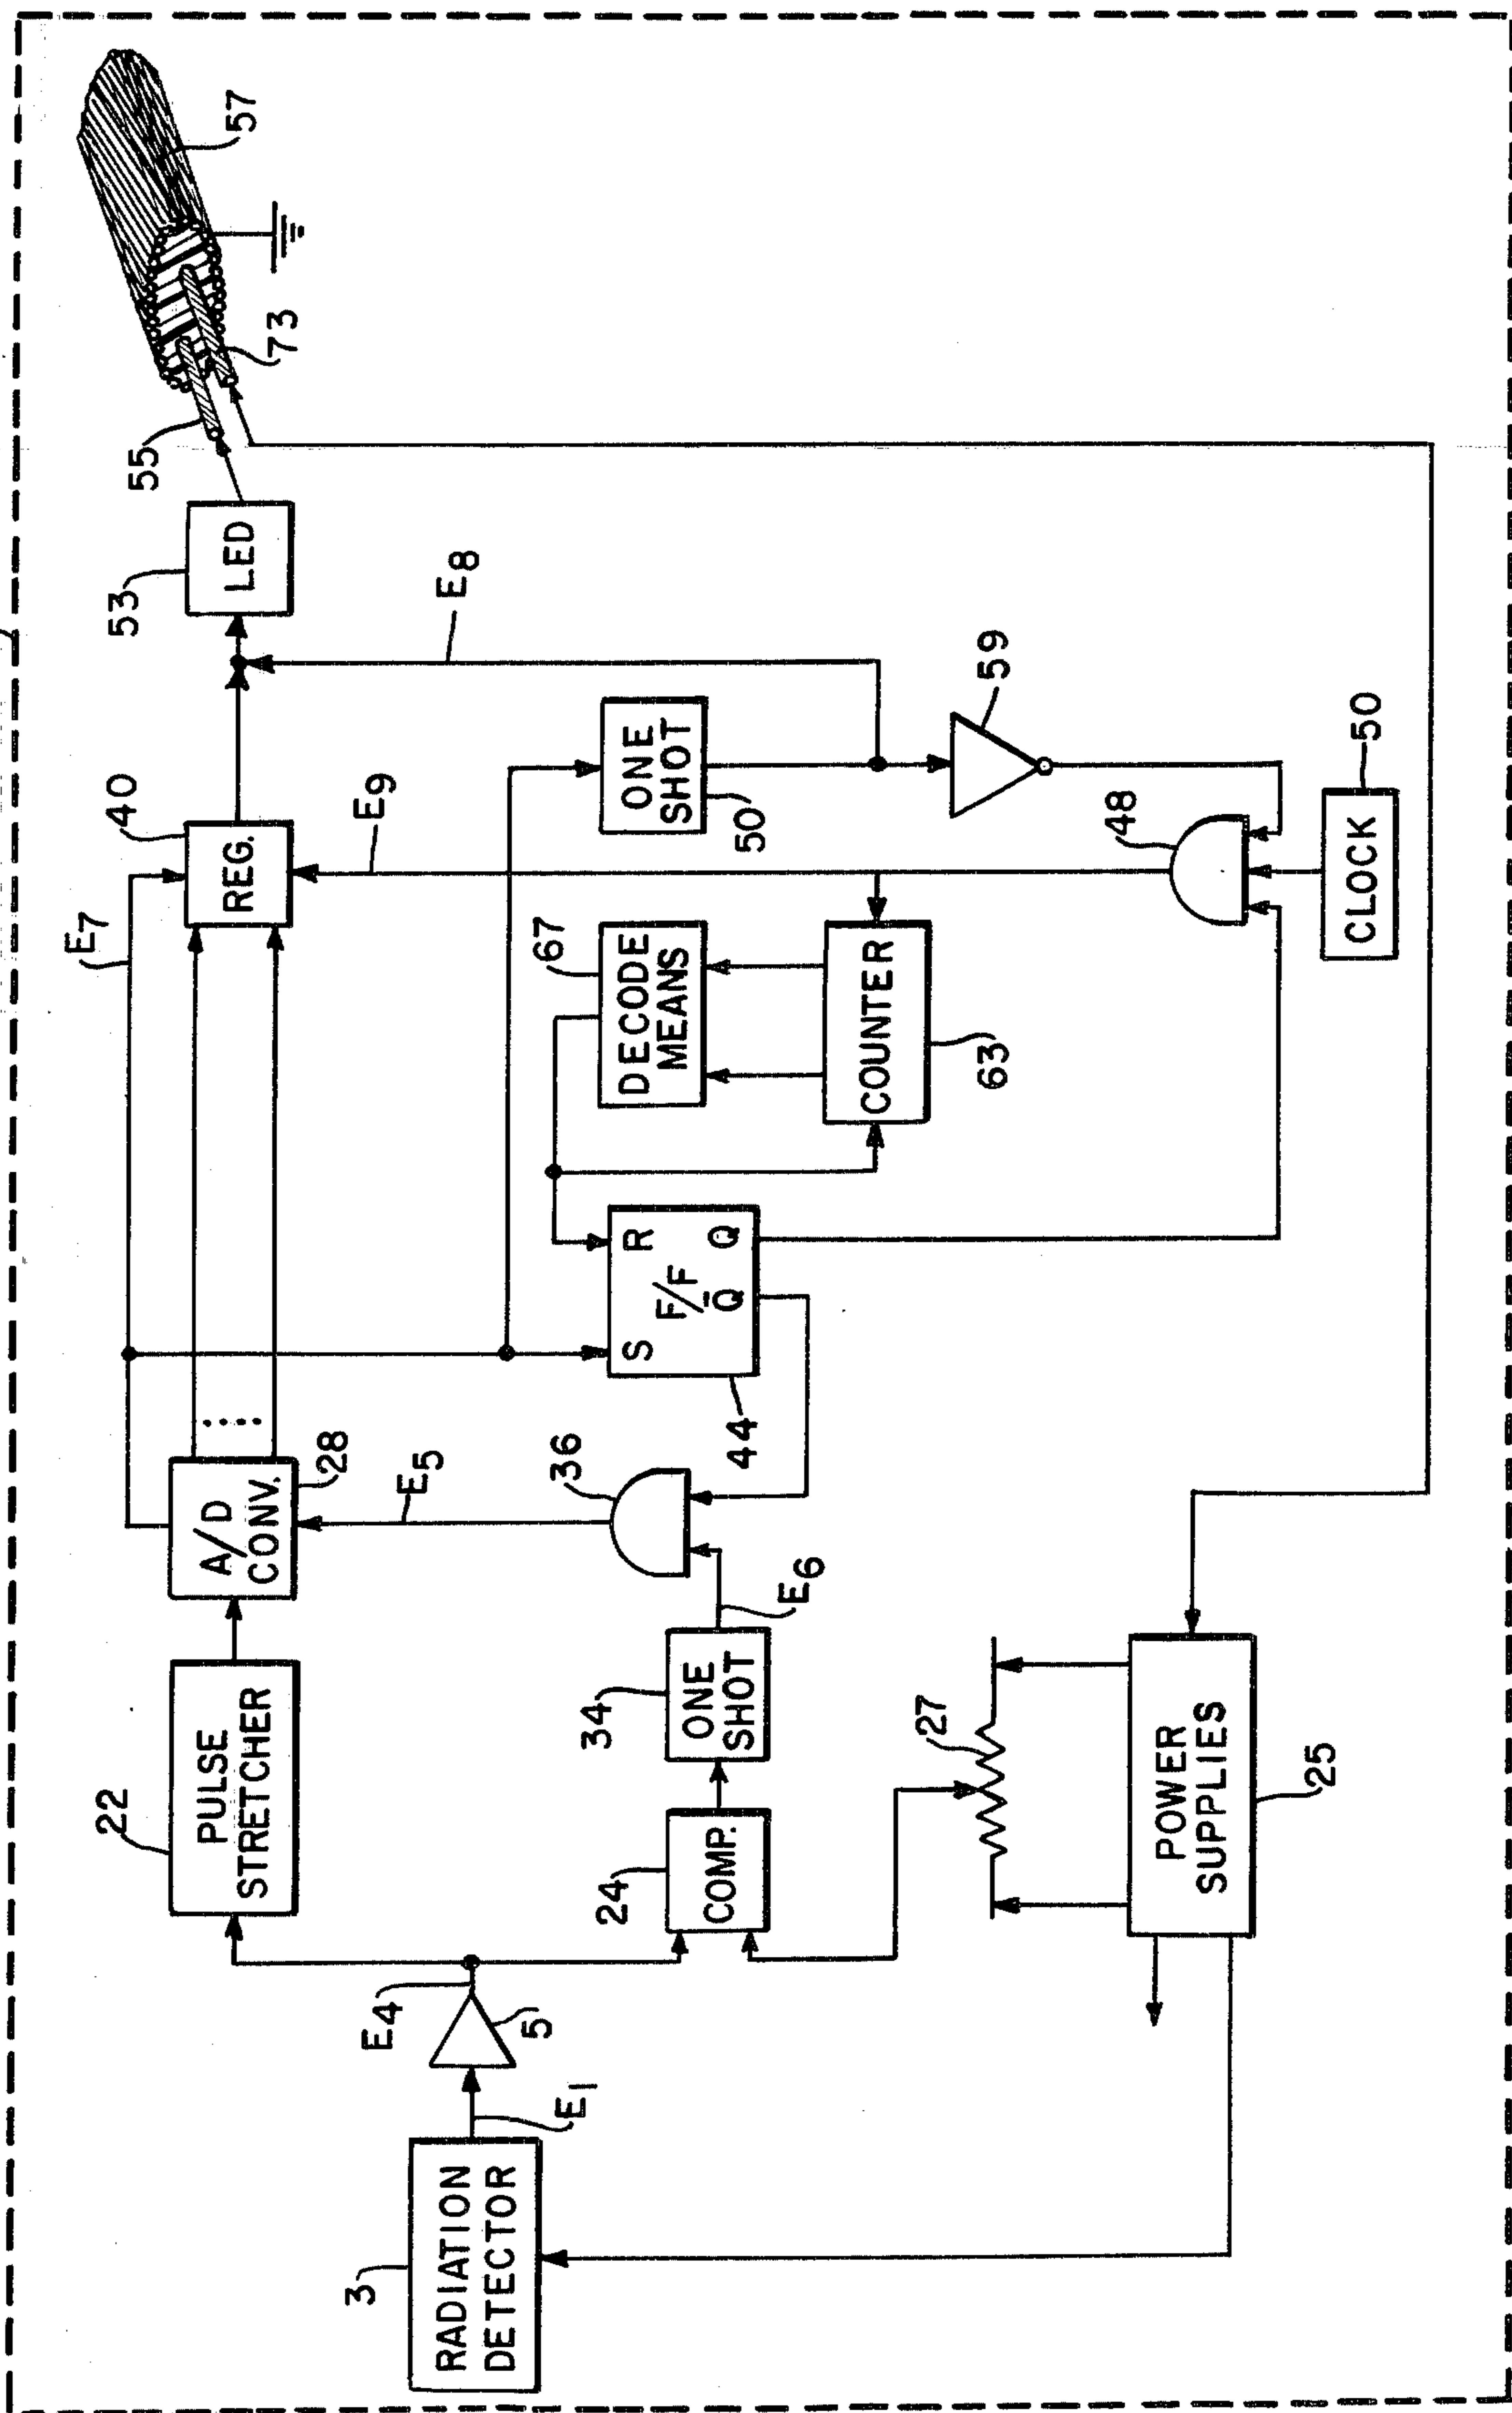 3
RADIATION
DETECTOR
E1
5
E4
22
PULSE
STRETCHER
24
COMP.
34
ONE
SHOT
E6
27
POWER
SUPPLIES
25
A/D
CONV.
28
E5
36
44
S
F/F
R
Q̅
Q
E7
40
REG.
E9
67
DECODE
MEANS
COUNTER
63
ONE
SHOT
50
59
48
CLOCK
50
E8
53
LED
55
73
57